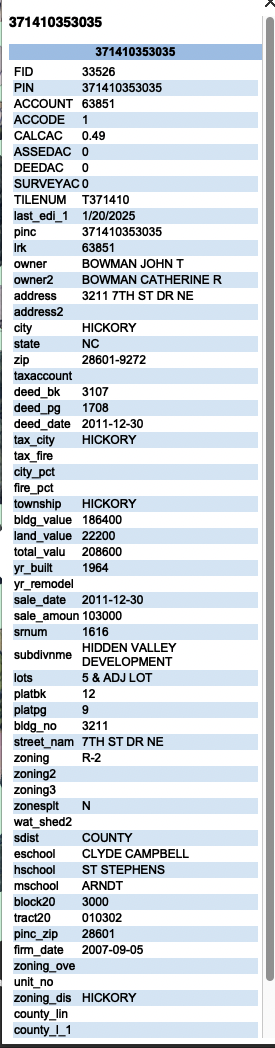 371410353035
371410353035
FID 33526
PIN 371410353035
ACCOUNT 63851
ACCODE 1
CALCAC 0.49
ASSEDAC 0
DEEDAC 0
SURVEYAC 0
TILENUM T371410
last_edi_1 1/20/2025
pinc 371410353035
lrk 63851
owner BOWMAN JOHN T
owner2 BOWMAN CATHERINE R
address 3211 7TH ST DR NE
address2
city HICKORY
state NC
zip 28601-9272
taxaccount
deed_bk 3107
deed_pg 1708
deed_date 2011-12-30
tax_city HICKORY
tax_fire
city_pct
fire_pct
township HICKORY
bldg_value 186400
land_value 22200
total_valu 208600
yr_built 1964
yr_remodel
sale_date 2011-12-30
sale_amoun 103000
srnum 1616
subdivnme HIDDEN VALLEY
DEVELOPMENT
lots 5 & ADJ LOT
platbk 12
platpg 9
bldg_no 3211
street_nam 7TH ST DR NE
zoning R-2
zoning2
zoning3
zonesplt N
wat_shed2
sdist COUNTY
eschool CLYDE CAMPBELL
hschool ST STEPHENS
mschool ARNDT
block20 3000
tract20 010302
pinc_zip 28601
firm_date 2007-09-05
zoning_ove
unit_no
zoning_dis HICKORY
county_lin
county_l_1